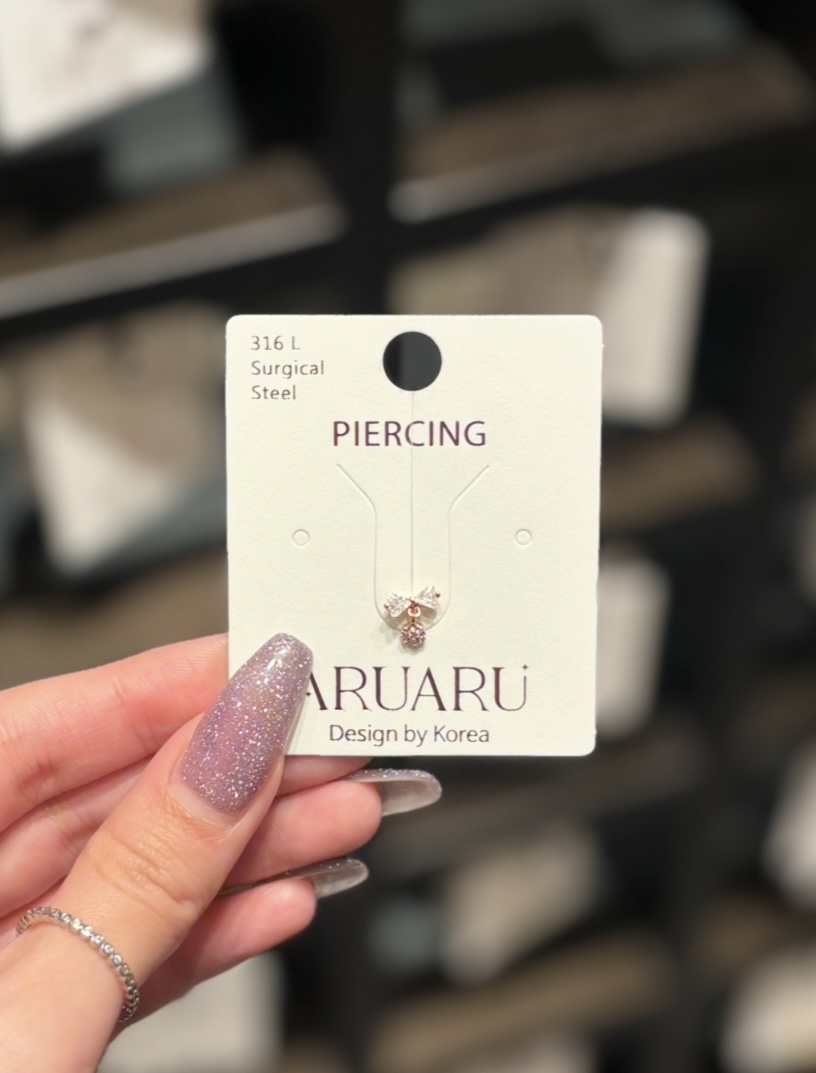 316 L
Surgical
Steel
PIERCING
ARUARU
Design by Korea